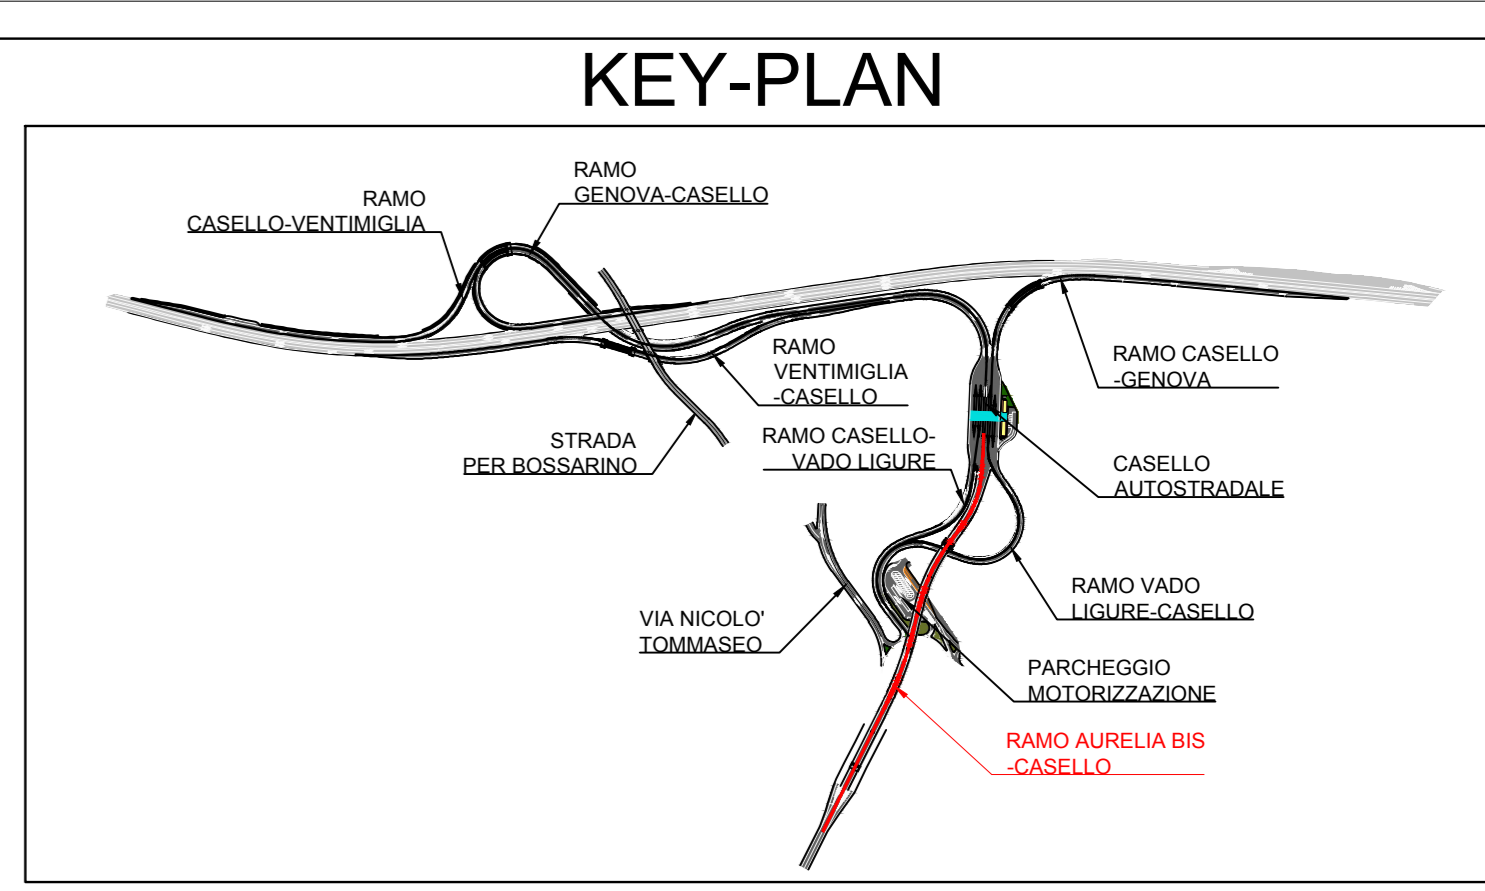 KEY-PLAN
RAMO
GENOVA-CASELLO
RAMO
CASELLO-VENTIMIGLIA
RAMO
VENTIMIGLIA
-CASELLO
RAMO CASELLO
-GENOVA
STRADA
PER BOSSARINO
RAMO CASELLO-
VADO LIGURE
CASELLO
AUTOSTRADALE
RAMO VADO
LIGURE-CASELLO
VIA NICOLO'
TOMMASEO
PARCHEGGIO
MOTORIZZAZIONE
RAMO AURELIA BIS
-CASELLO